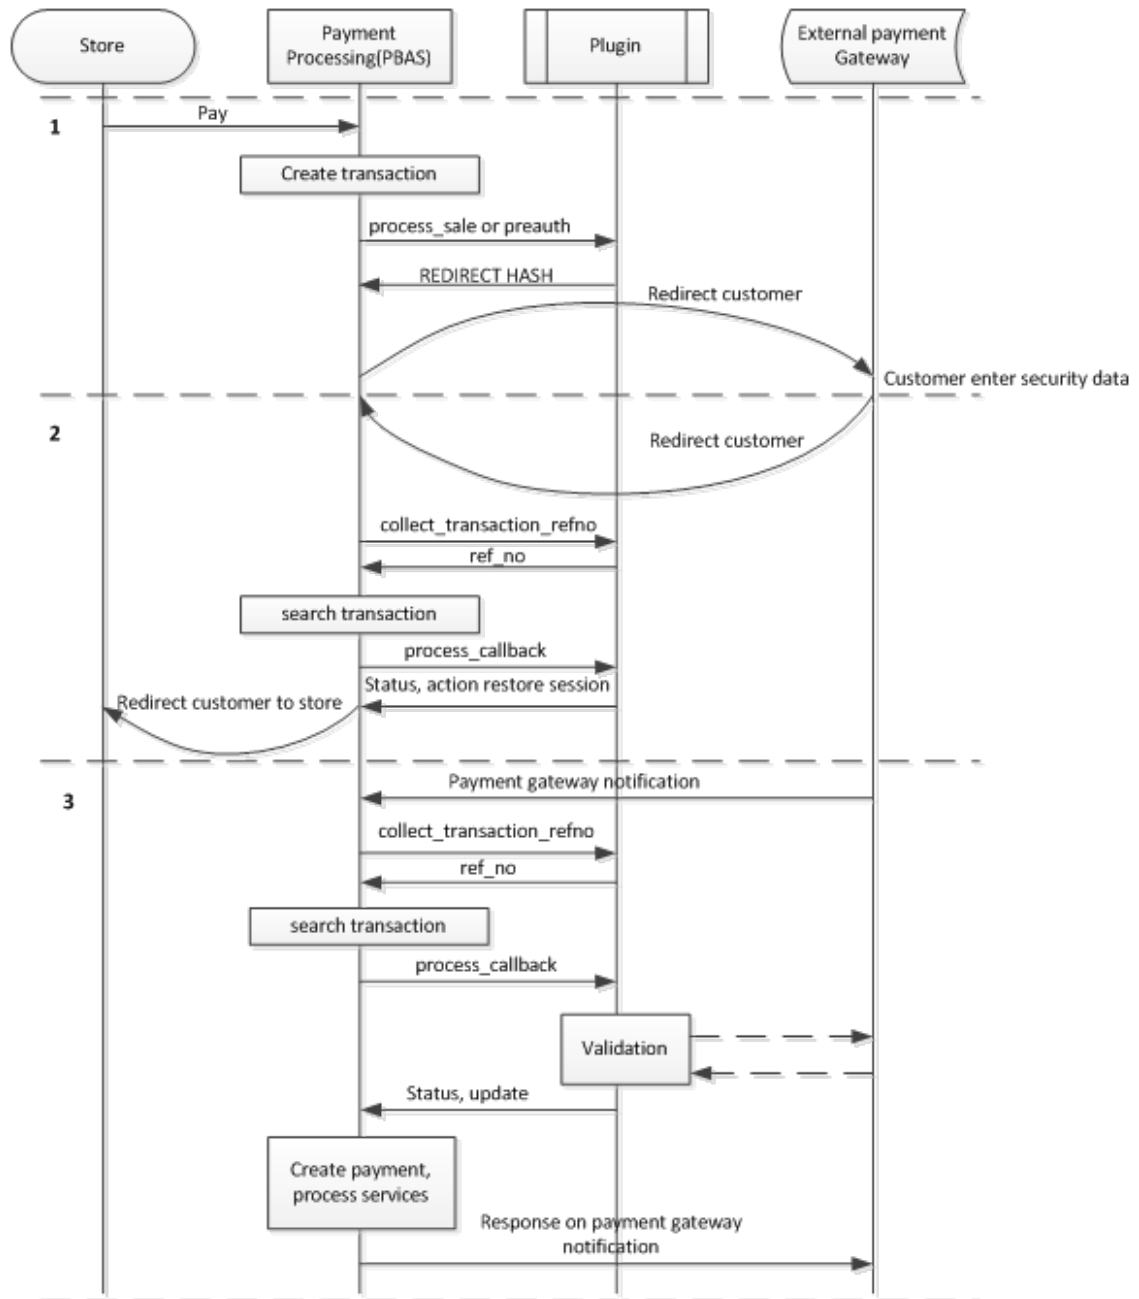 Store
Payment
Processing(PBAS)
Plugin
External payment
Gateway
1
Pay
Create transaction
process_sale or preauth
REDIRECT HASH
Redirect customer
Customer enter security data
2
Redirect customer
collect_transaction_refno
ref_no
search transaction
process_callback
Status, action restore session
Redirect customer to store
3
Payment gateway notification
collect_transaction_refno
ref_no
search transaction
process_callback
Validation
Status, update
Create payment,
process services
Response on payment gateway
notification